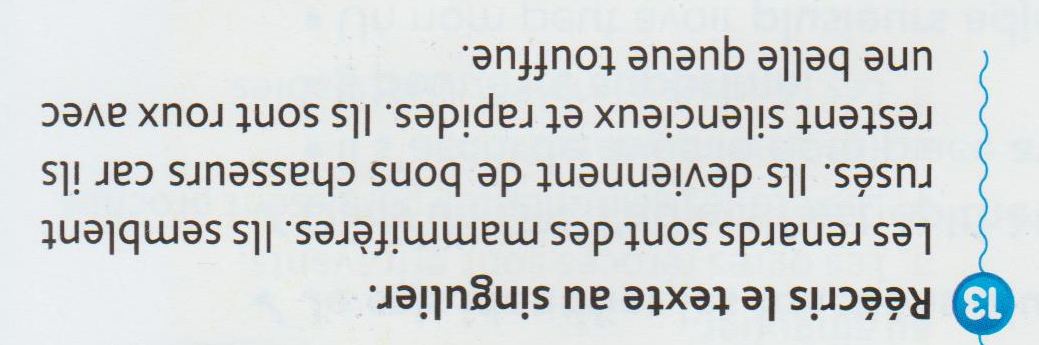 13 Réécris le texte au singulier.
Les renards sont des mammifères. Ils semblent
rusés. Ils deviennent de bons chasseurs car ils
restent silencieux et rapides. Ils sont roux avec
une belle queue touffue.